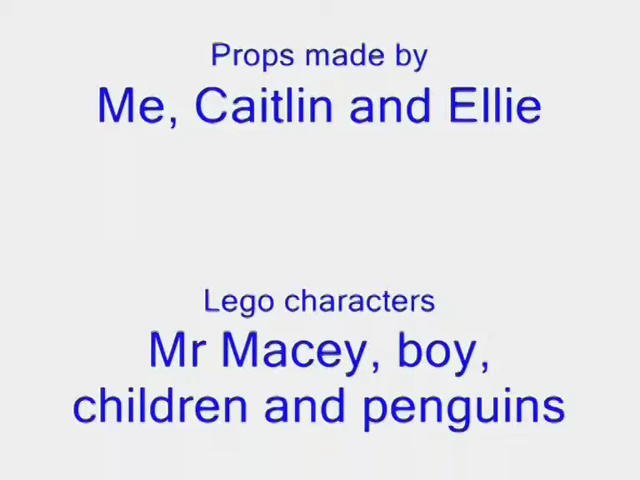 Props made by
Me, Caitlin and Ellie
Lego characters
Mr Macey, boy,
children and penguins